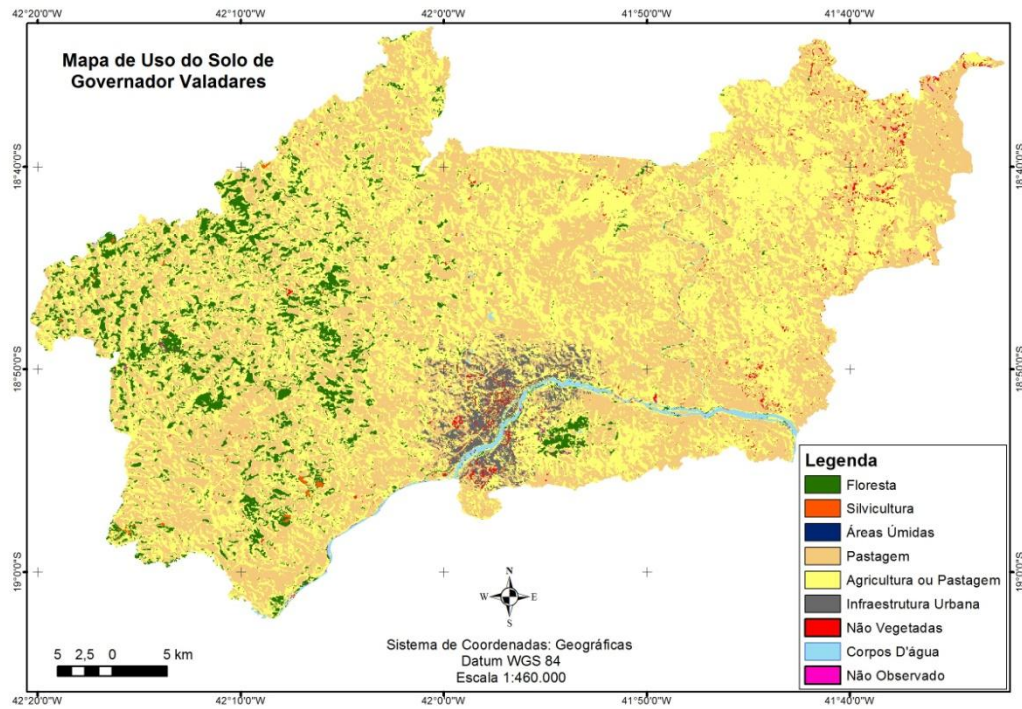 42°20'0"W 42°10'0"W 42°0'0"W 41°50'0"W 41°40'0"W
Mapa de Uso do Solo de
Governador Valadares
18°40'0"S 18°40'0"S
18°50'0"S 18°50'0"S
19°0'0"S 19°0'0"S
Legenda
Floresta
Silvicultura
Áreas Úmidas
Pastagem
Agricultura ou Pastagem
Infraestrutura Urbana
Não Vegetadas
Corpos D'água
Não Observado
N
W E
S
Sistema de Coordenadas: Geográficas
Datum WGS 84
Escala 1:460.000
5 2,5 0 5 km
42°20'0"W 42°10'0"W 42°0'0"W 41°50'0"W 41°40'0"W